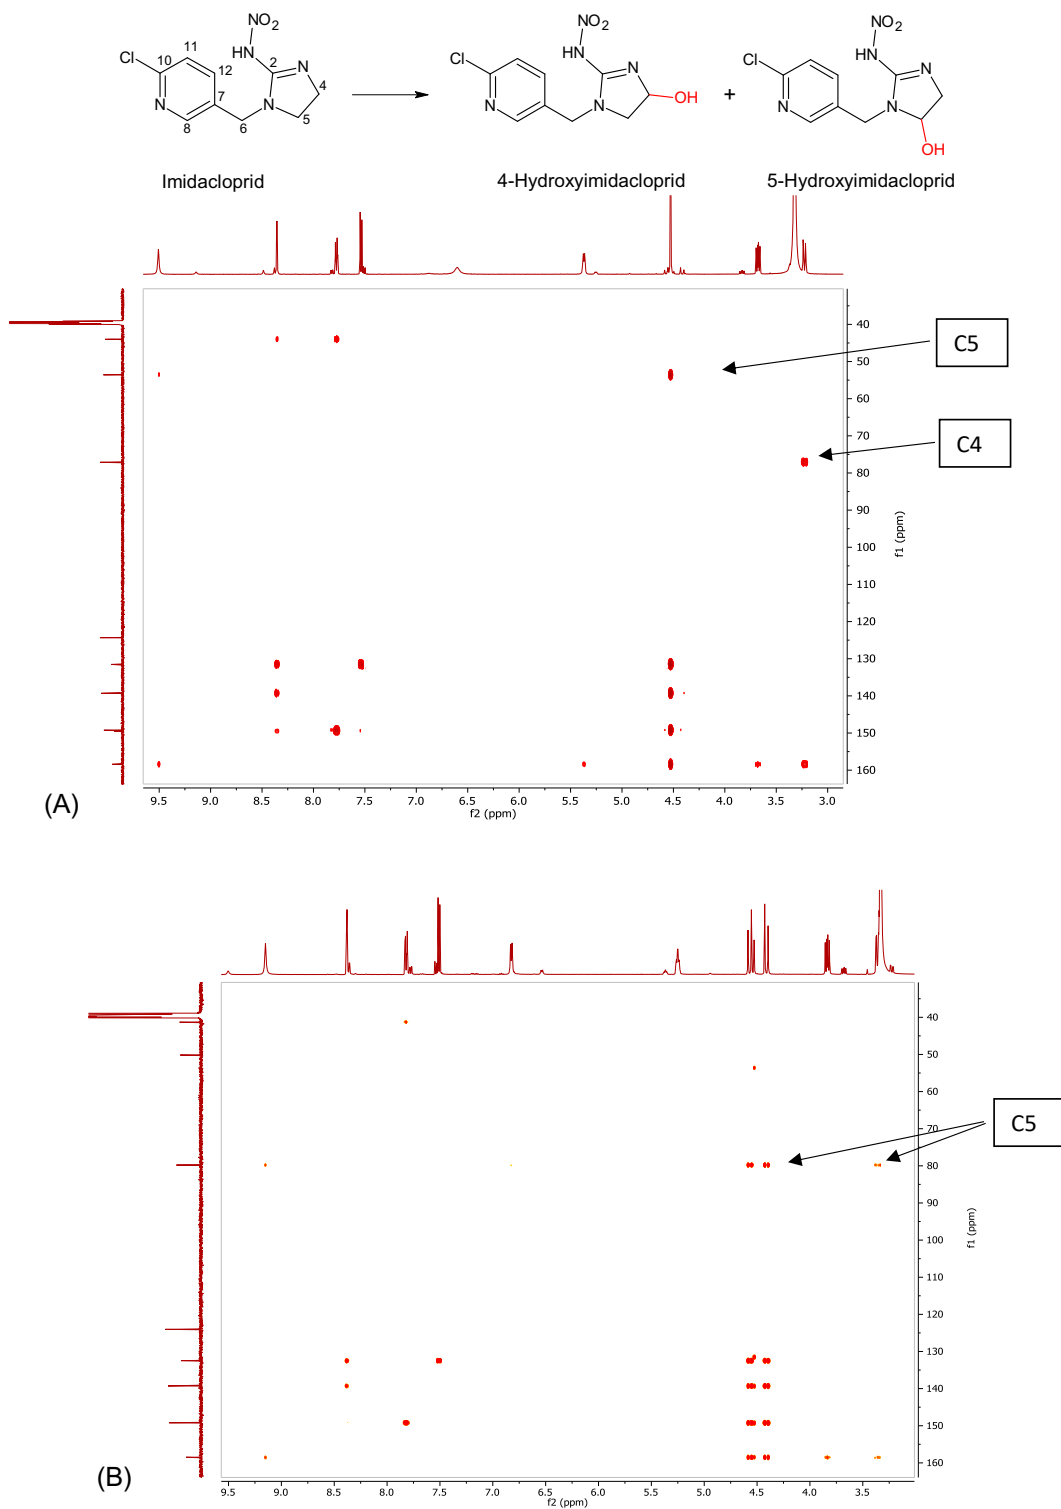 NO₂
HN
Cl
10
11
12
2
N
4
N
7
N
8
6
5
NO₂
HN
Cl
N
N
OH
N
+
NO₂
HN
Cl
N
N
N
OH
Imidacloprid
4-Hydroxyimidacloprid
5-Hydroxyimidacloprid
C5
C4
40
50
60
70
80
90
100
110
120
130
140
150
160
f1 (ppm)
9.5 9.0 8.5 8.0 7.5 7.0 6.5 6.0 5.5 5.0 4.5 4.0 3.5 3.0
f2 (ppm)
(A)
C5
40
50
60
70
80
90
100
110
120
130
140
150
160
f1 (ppm)
9.5 9.0 8.5 8.0 7.5 7.0 6.5 6.0 5.5 5.0 4.5 4.0 3.5
f2 (ppm)
(B)